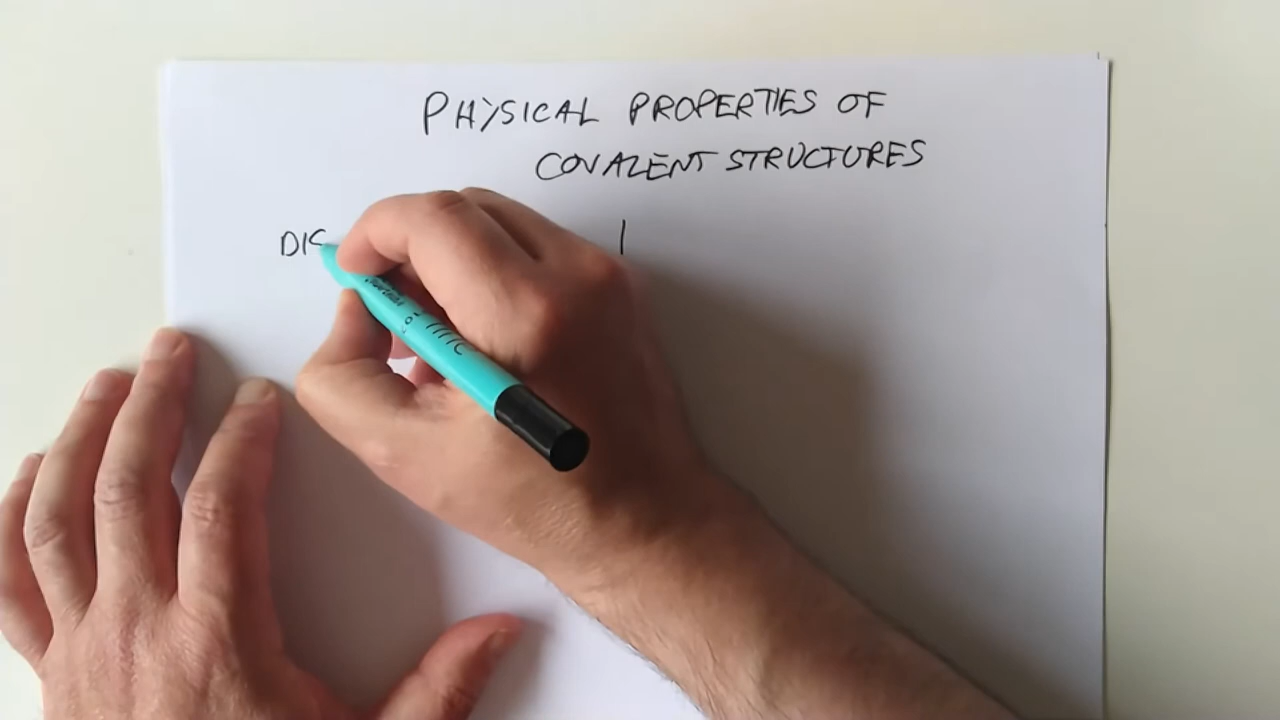 PHYSICAL PROPERTIES OF
COVALENT STRUCTURES
DIS